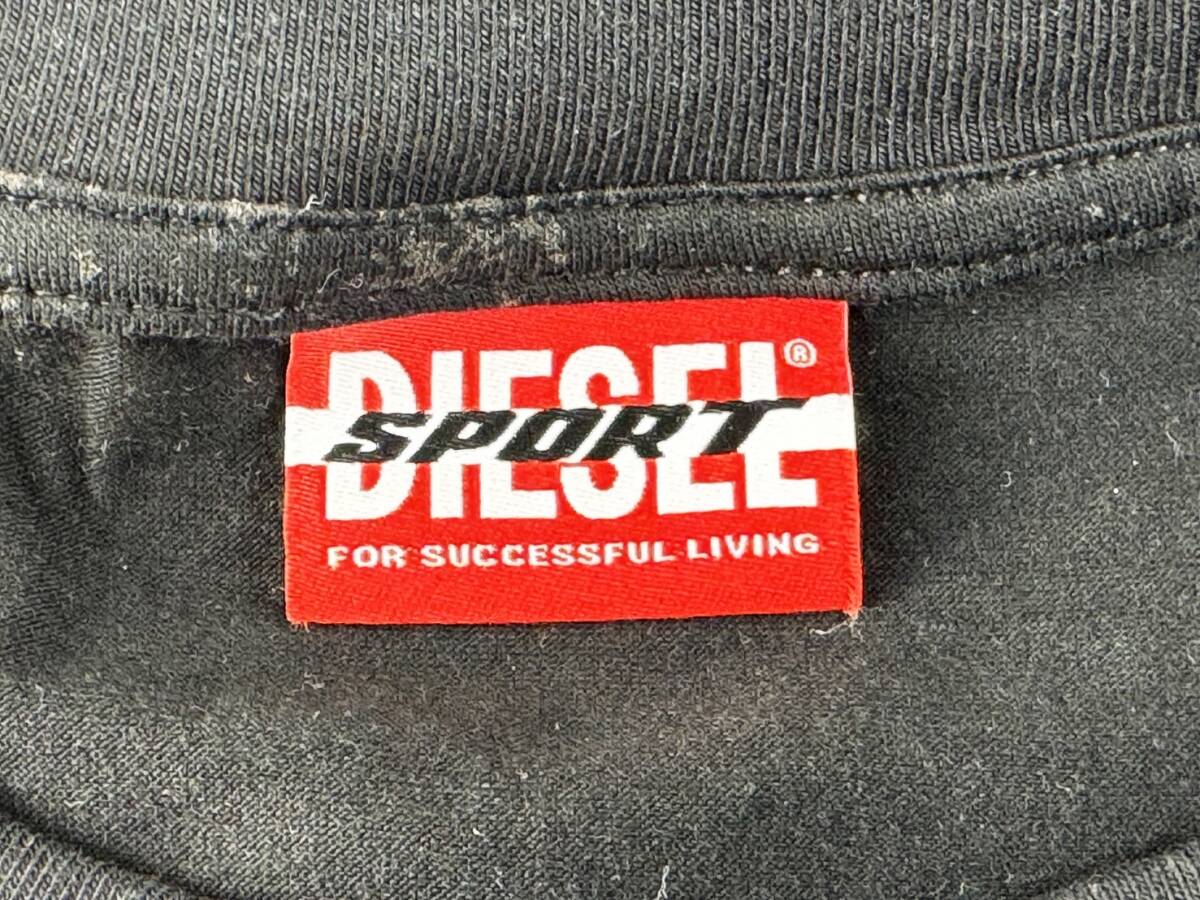 DIESEL®
SPORT
FOR SUCCESSFUL LIVING